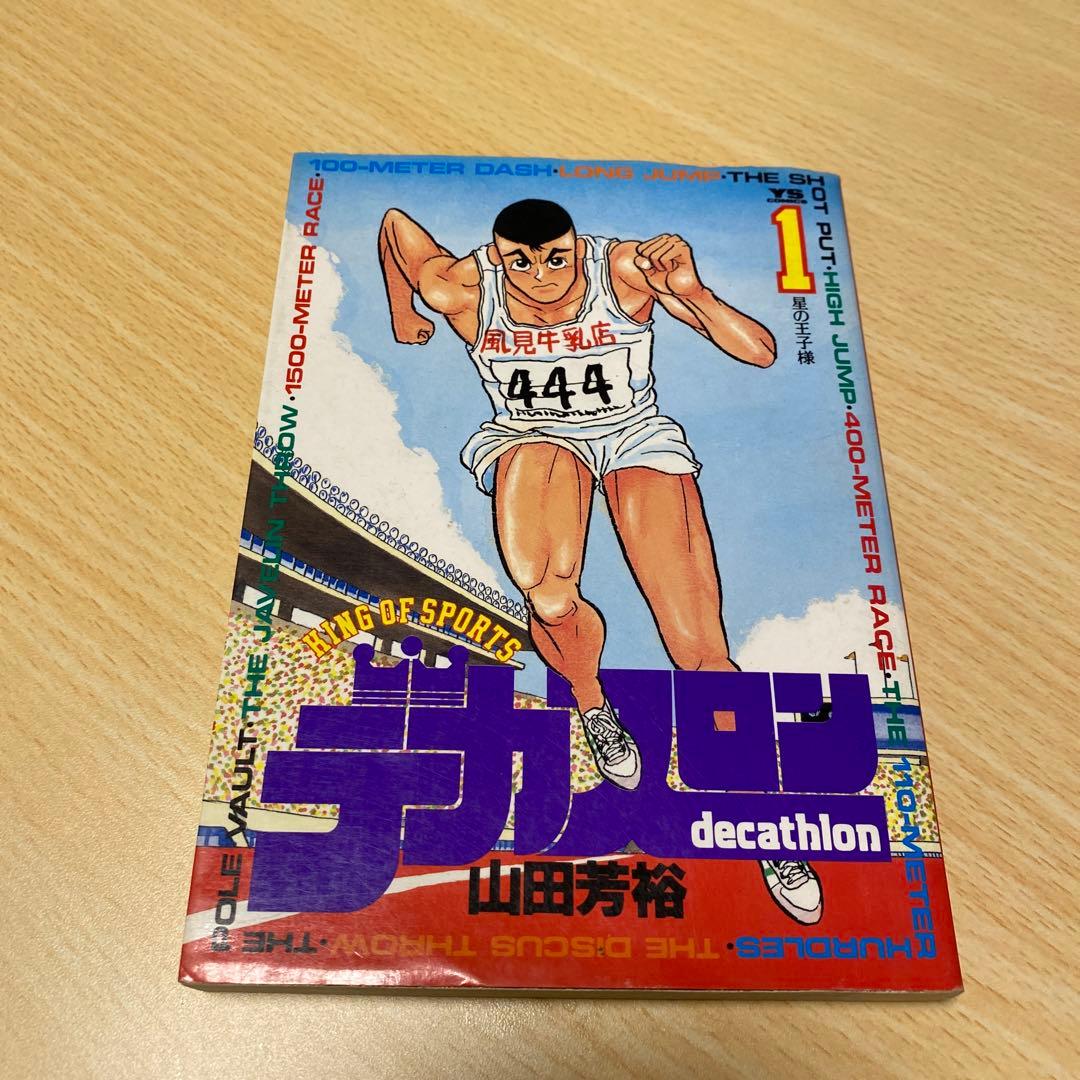 100-METER DASH・LONG JUMP・THE SHOT PUT・HIGH JUMP・400-METER RACE・THE 110-METER HURDLES・THE DISCUS THROW・THE POLE VAULT・THE JAVELIN THROW・1500-METER RACE・
YS
COMICS
1
星の王子様
風見牛乳店
444
KING OF SPORTS
デカスロン
decathlon
山田芳裕